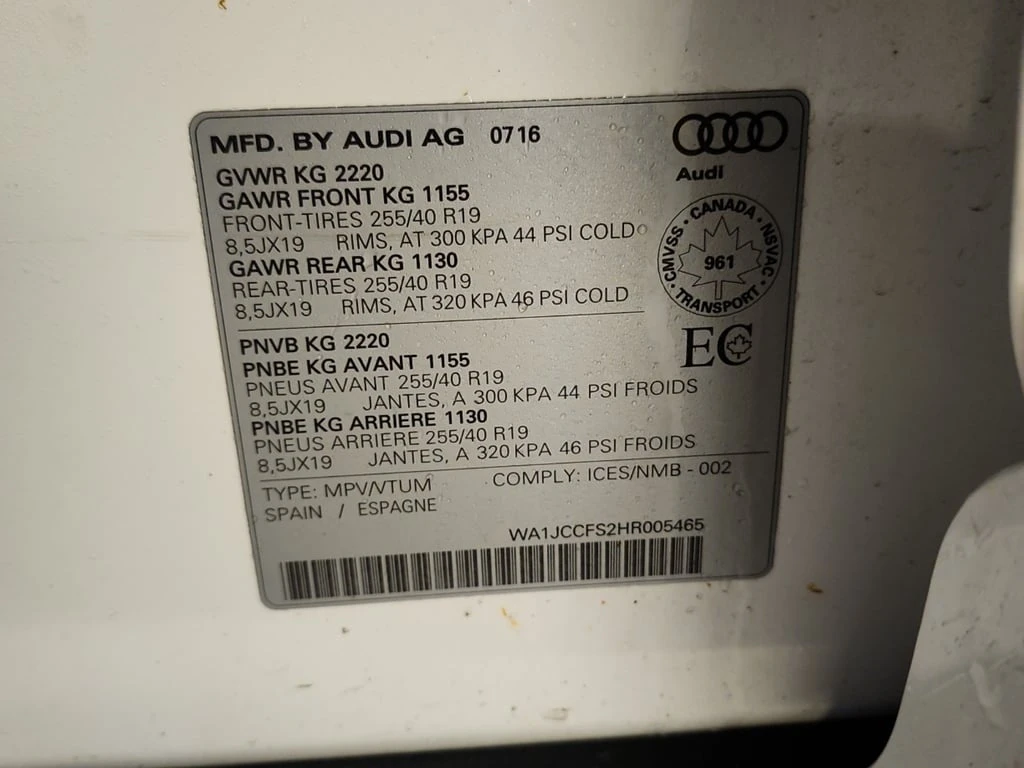 MFD. BY AUDI AG 0716
Audi
GVWR KG 2220
GAWR FRONT KG 1155
FRONT-TIRES 255/40 R19
8,5JX19 RIMS, AT 300 KPA 44 PSI COLD
GAWR REAR KG 1130
REAR-TIRES 255/40 R19
8,5JX19 RIMS, AT 320 KPA 46 PSI COLD
CANADA
CMVSS
NSVAC
961
TRANSPORT
EC
PNVB KG 2220
PNBE KG AVANT 1155
PNEUS AVANT 255/40 R19
8,5JX19 JANTES, A 300 KPA 44 PSI FROIDS
PNBE KG ARRIERE 1130
PNEUS ARRIERE 255/40 R19
8,5JX19 JANTES, A 320 KPA 46 PSI FROIDS
TYPE: MPV/VTUM COMPLY: ICES/NMB - 002
SPAIN / ESPAGNE
WA1JCCFS2HR005465